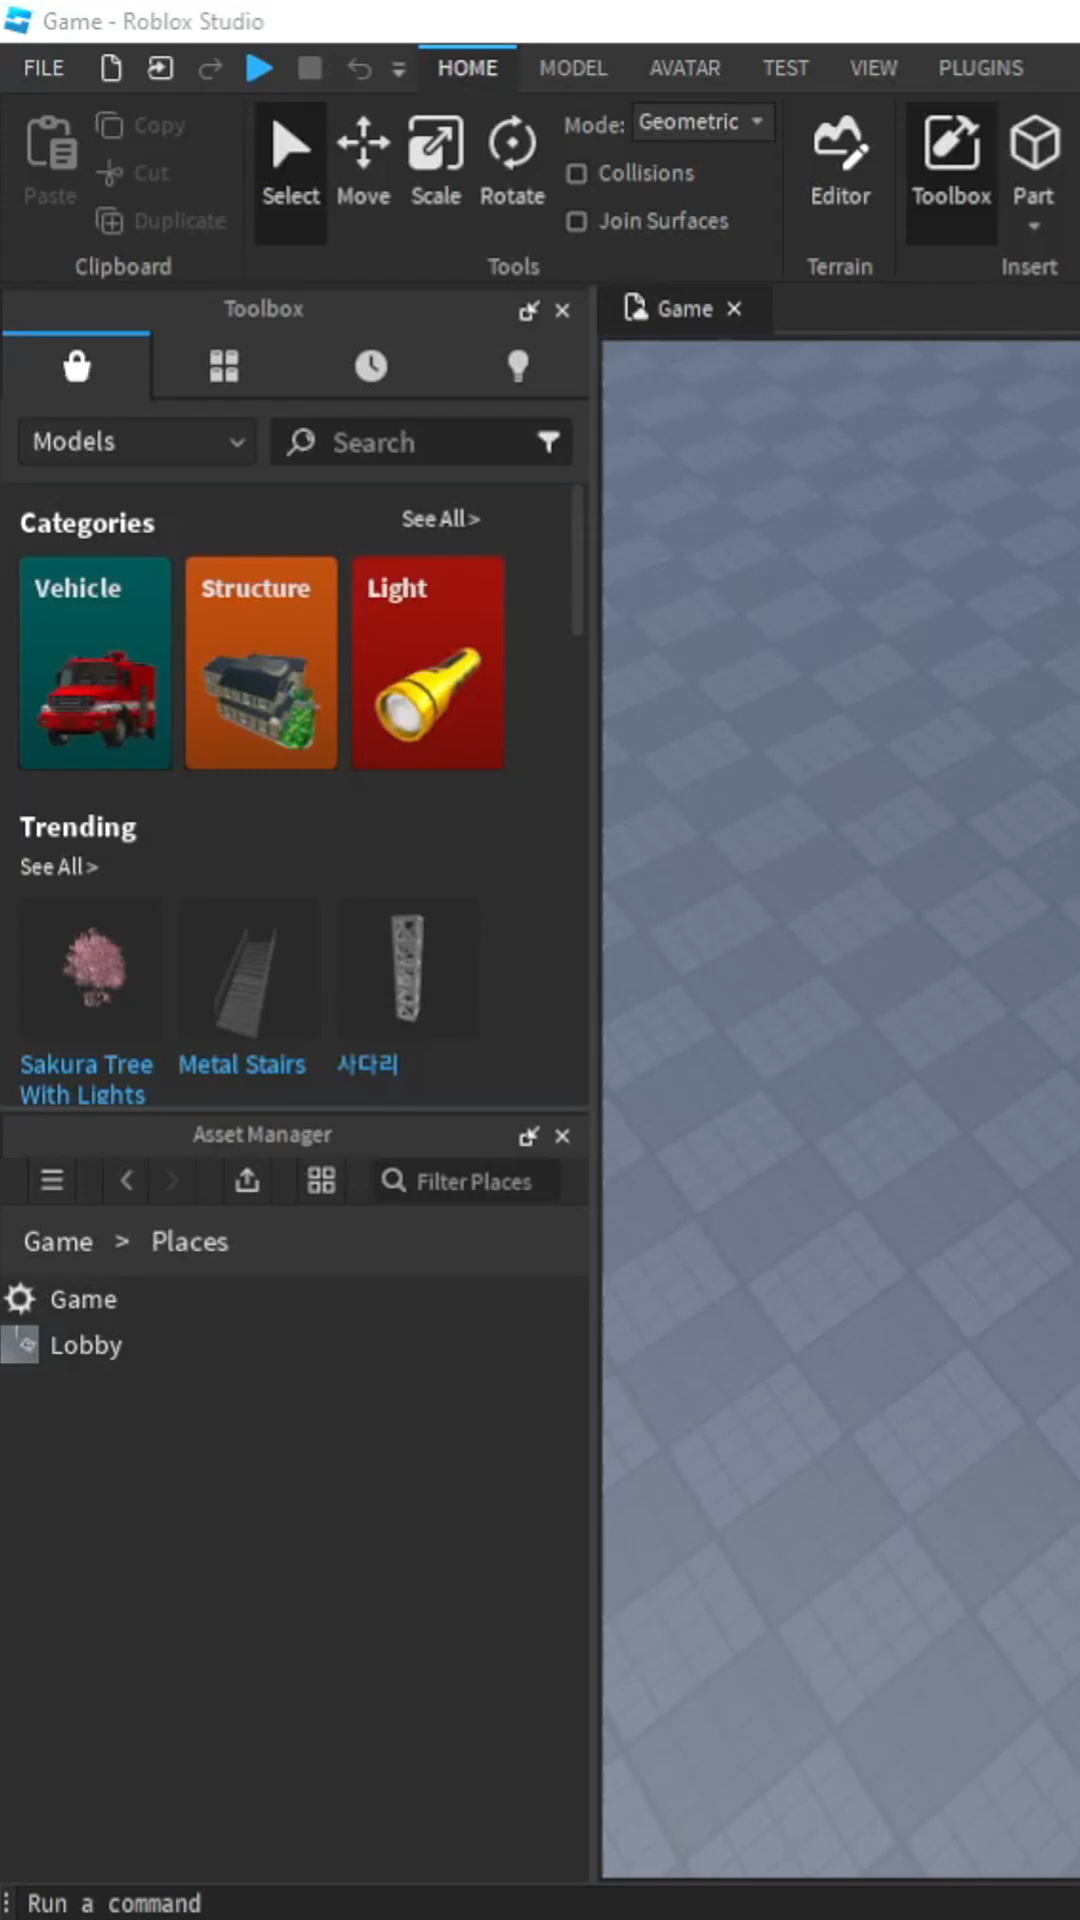 Game - Roblox Studio
FILE HOME MODEL AVATAR TEST VIEW PLUGINS
Paste Copy Cut Duplicate
Clipboard
Select Move Scale Rotate
Mode: Geometric
Collisions
Join Surfaces
Tools
Editor
Terrain
Toolbox Part
Insert
Toolbox
Game
Models
Search
Categories See All >
Vehicle Structure Light
Trending
See All >
Sakura Tree
With Lights
Metal Stairs
사다리
Asset Manager
Filter Places
Game > Places
Game
Lobby
Run a command